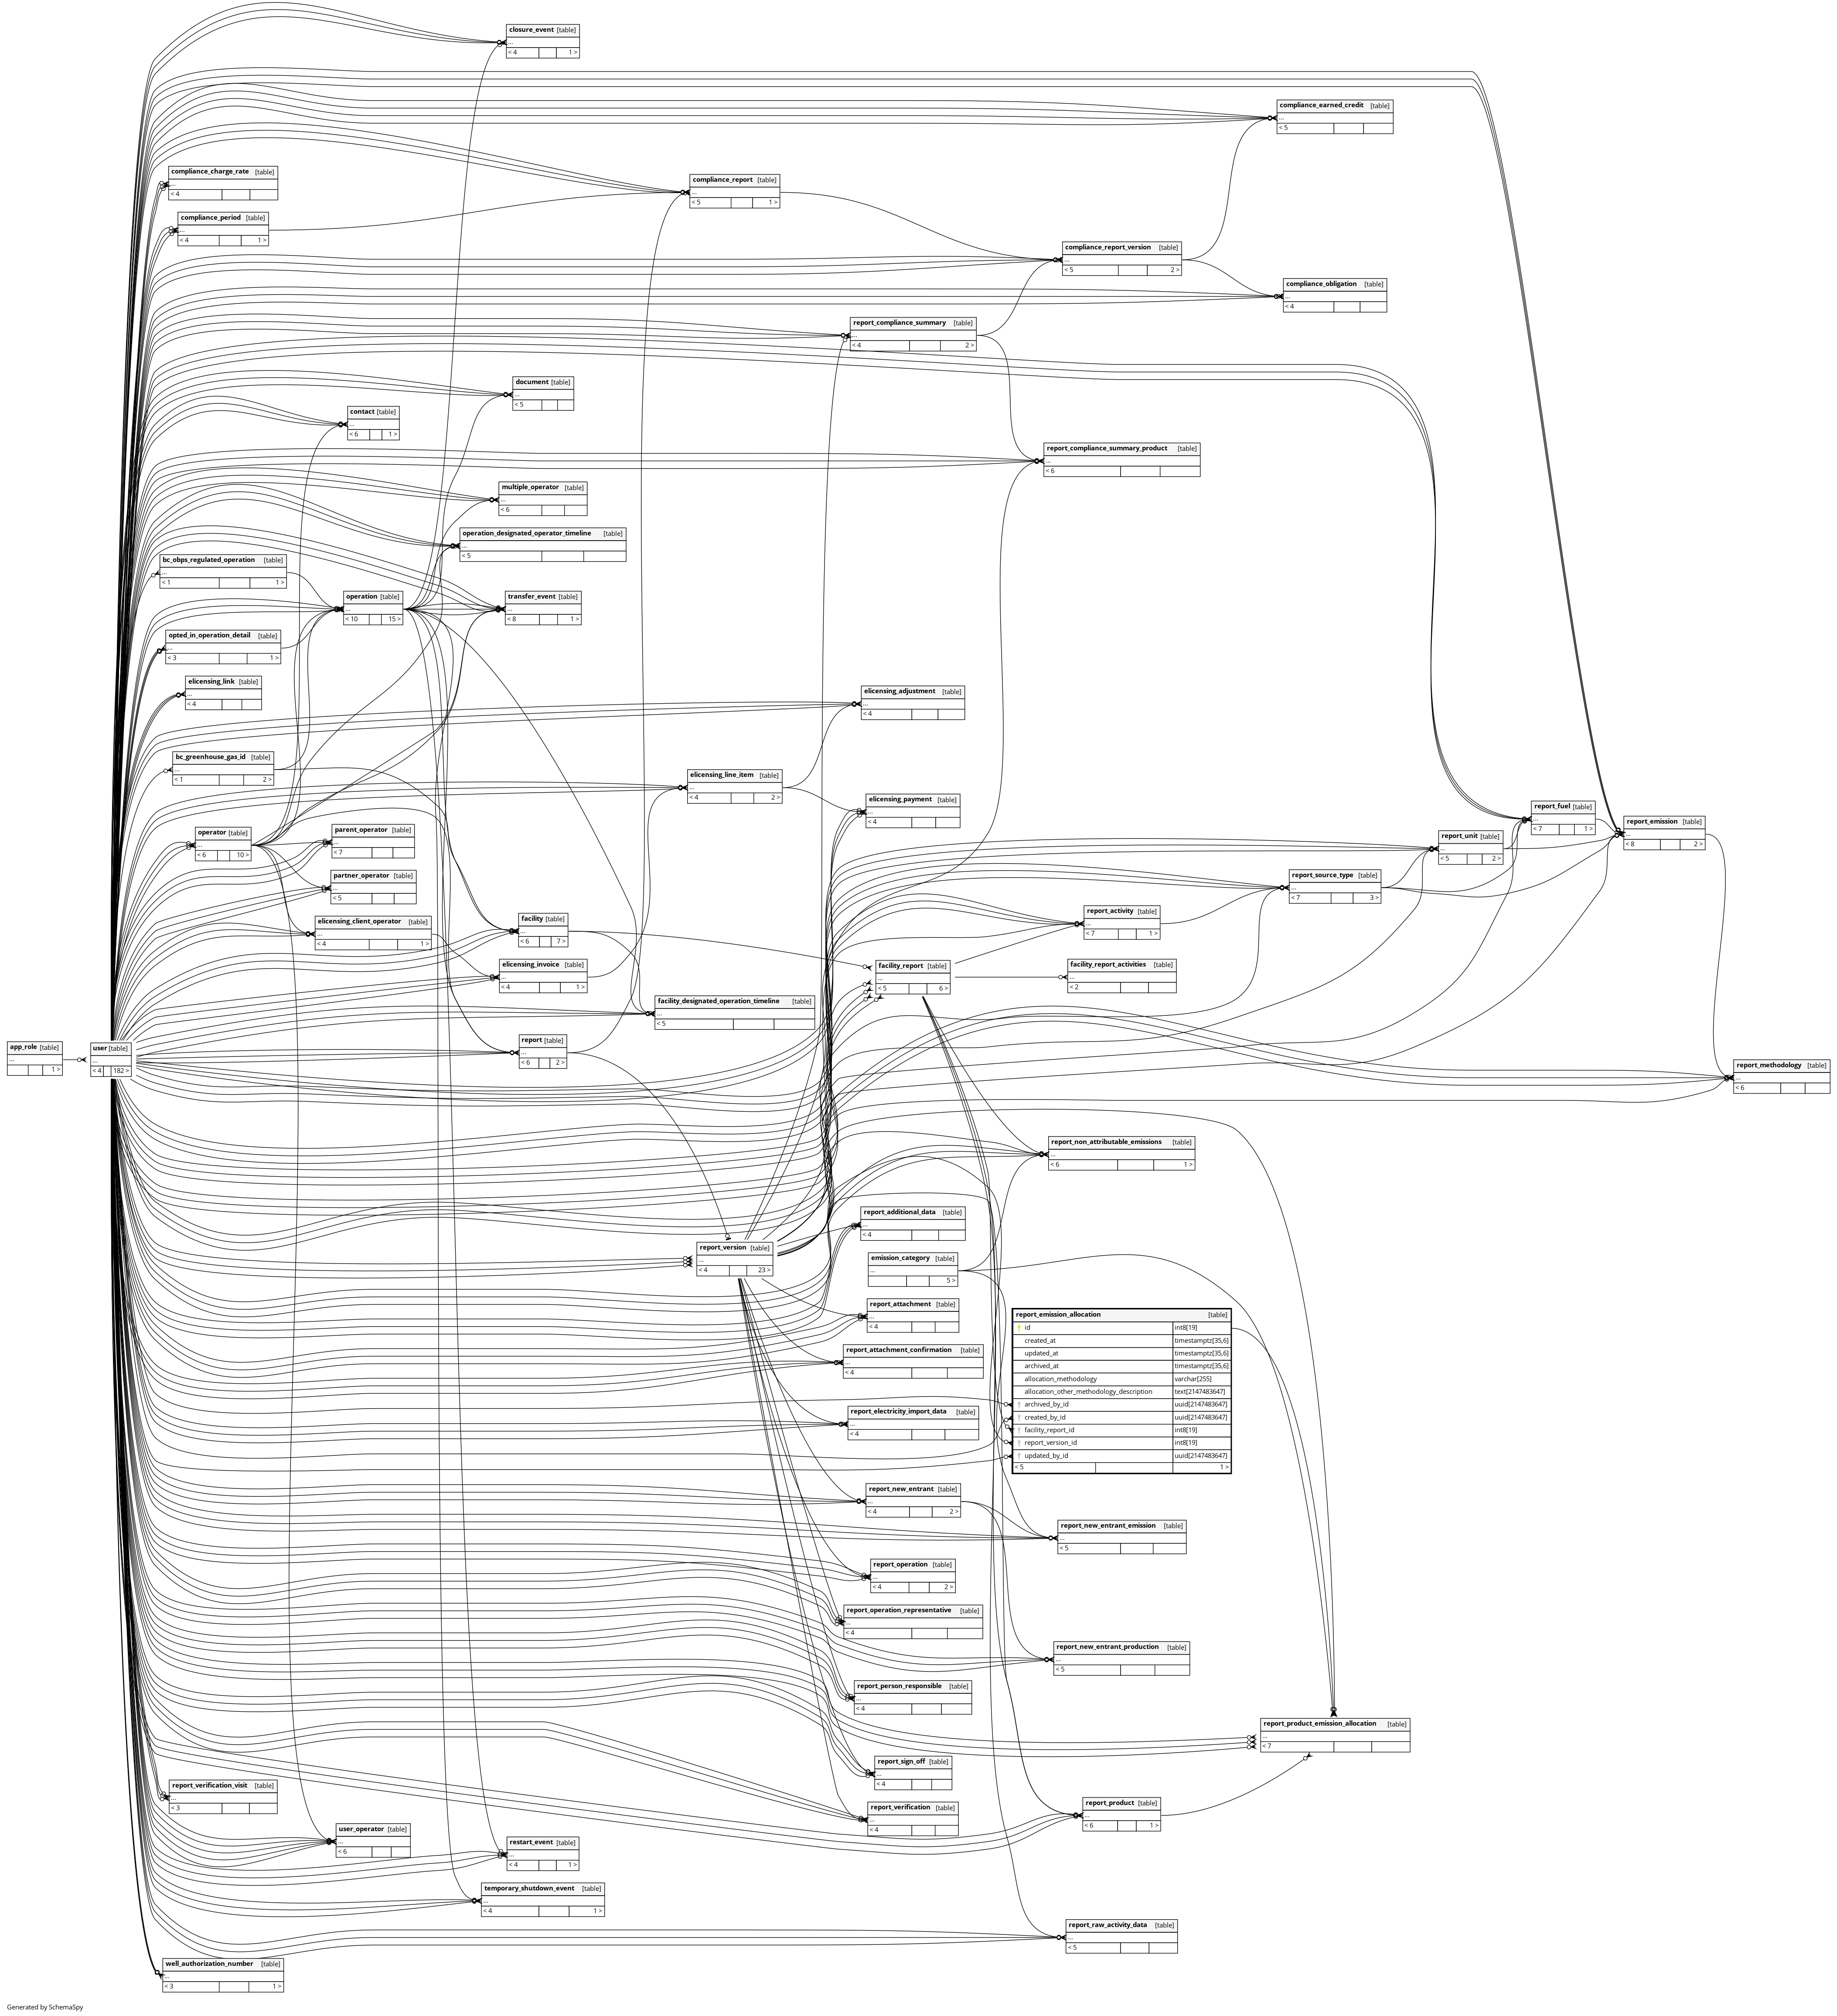 closure_event [table]
...
< 4 1 >
compliance_earned_credit [table]
...
< 5
compliance_charge_rate [table]
...
< 4
compliance_report [table]
...
< 5 1 >
compliance_period [table]
...
< 4 1 >
compliance_report_version [table]
...
< 5 2 >
compliance_obligation [table]
...
< 4
report_compliance_summary [table]
...
< 4 2 >
document [table]
...
< 5
contact [table]
...
< 6 1 >
report_compliance_summary_product [table]
...
< 6
multiple_operator [table]
...
< 6
operation_designated_operator_timeline [table]
...
< 5
bc_obps_regulated_operation [table]
...
< 1 1 >
operation [table]
...
< 10 15 >
transfer_event [table]
...
< 8 1 >
opted_in_operation_detail [table]
...
< 3 1 >
elicensing_link [table]
...
< 4
elicensing_adjustment [table]
...
< 4
bc_greenhouse_gas_id [table]
...
< 1 2 >
elicensing_line_item [table]
...
< 4 2 >
elicensing_payment [table]
...
< 4
report_fuel [table]
...
< 7 1 >
report_emission [table]
...
< 8 2 >
operator [table]
...
< 6 10 >
parent_operator [table]
...
< 7
report_unit [table]
...
< 5 2 >
partner_operator [table]
...
< 5
report_source_type [table]
...
< 7 3 >
elicensing_client_operator [table]
...
< 4 1 >
facility [table]
...
< 6 7 >
report_activity [table]
...
< 7 1 >
elicensing_invoice [table]
...
< 4 1 >
facility_report [table]
...
< 5 6 >
facility_report_activities [table]
...
< 2
facility_designated_operation_timeline [table]
...
< 5
app_role [table]
...
1 >
user [table]
...
< 4 182 >
report [table]
...
< 6 2 >
report_methodology [table]
...
< 6
report_non_attributable_emissions [table]
...
< 6 1 >
report_additional_data [table]
...
< 4
report_version [table]
...
< 4 23 >
emission_category [table]
...
5 >
report_attachment [table]
...
< 4
report_emission_allocation [table]
id int8[19]
created_at timestamptz[35,6]
updated_at timestamptz[35,6]
archived_at timestamptz[35,6]
allocation_methodology varchar[255]
allocation_other_methodology_description text[2147483647]
archived_by_id uuid[2147483647]
created_by_id uuid[2147483647]
facility_report_id int8[19]
report_version_id int8[19]
updated_by_id uuid[2147483647]
< 5 1 >
report_attachment_confirmation [table]
...
< 4
report_electricity_import_data [table]
...
< 4
report_new_entrant [table]
...
< 4 2 >
report_new_entrant_emission [table]
...
< 5
report_operation [table]
...
< 4 2 >
report_operation_representative [table]
...
< 4
report_new_entrant_production [table]
...
< 5
report_person_responsible [table]
...
< 4
report_product_emission_allocation [table]
...
< 7
report_sign_off [table]
...
< 4
report_verification_visit [table]
...
< 3
report_verification [table]
...
< 4
report_product [table]
...
< 6 1 >
user_operator [table]
...
< 6
restart_event [table]
...
< 4 1 >
temporary_shutdown_event [table]
...
< 4 1 >
report_raw_activity_data [table]
...
< 5
well_authorization_number [table]
...
< 3 1 >
Generated by SchemaSpy